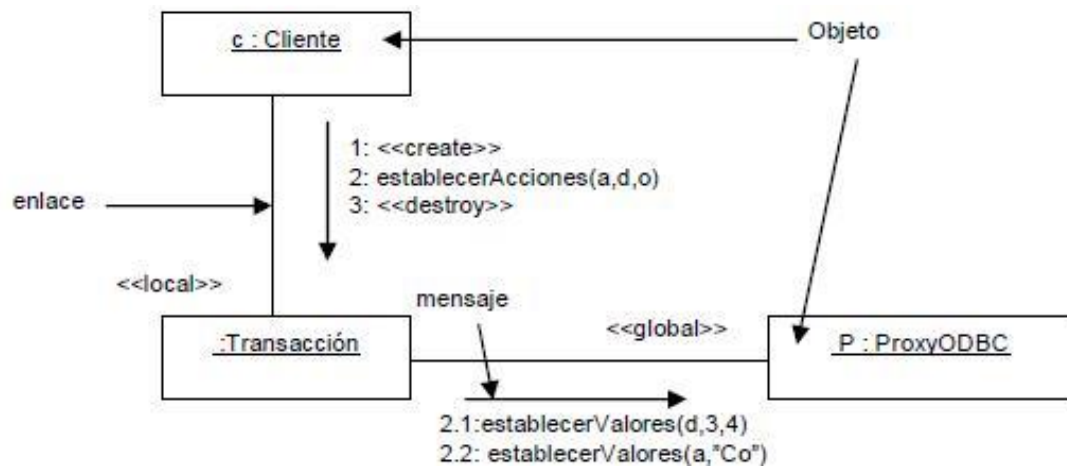 c : Cliente
Objeto
1: <<create>>
2: establecerAcciones(a,d,o)
3: <<destroy>>
enlace
<<local>>
mensaje
<<global>>
:Transacción
P : ProxyODBC
2.1:establecerValores(d,3,4)
2.2: establecerValores(a,"Co")